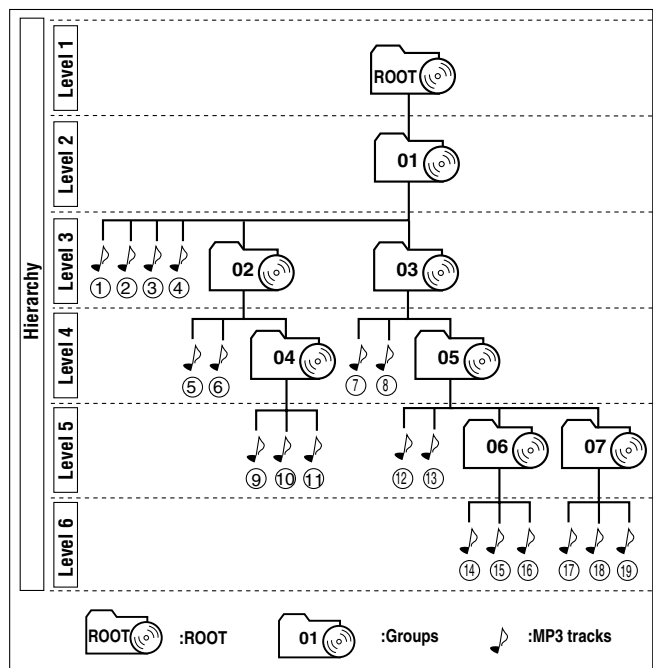 Hierarchy
Level 1
ROOT
Level 2
01
Level 3
① ② ③ ④
02
03
Level 4
⑤ ⑥
04
⑦ ⑧
05
Level 5
⑨ ⑩ ⑪
⑫ ⑬
06
07
Level 6
⑭ ⑮ ⑯
⑰ ⑱ ⑲
ROOT :ROOT
01 :Groups
:MP3 tracks